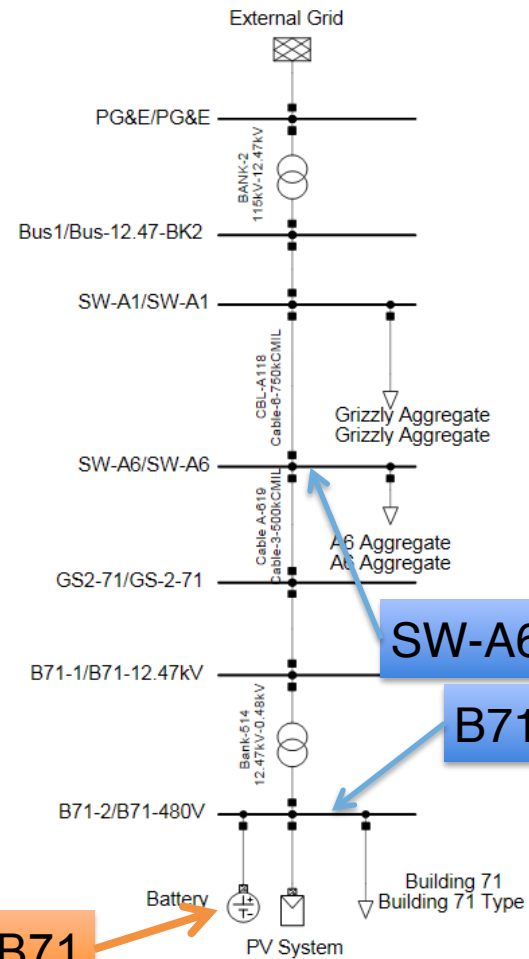 External Grid
PG&E/PG&E
BANK-2
115kV-12.47kV
Bus1/Bus-12.47-BK2
SW-A1/SW-A1
CBL-A118
Cable-6-750kCMIL
Grizzly Aggregate
Grizzly Aggregate
SW-A6/SW-A6
Cable A-619
Cable-3-500kCMIL
A6 Aggregate
A6 Aggregate
GS2-71/GS-2-71
SW-A6
B71-1/B71-12.47kV
B71
Bank-514
12.47kV-0.48kV
B71-2/B71-480V
Battery
Building 71
Building 71 Type
B71
PV System